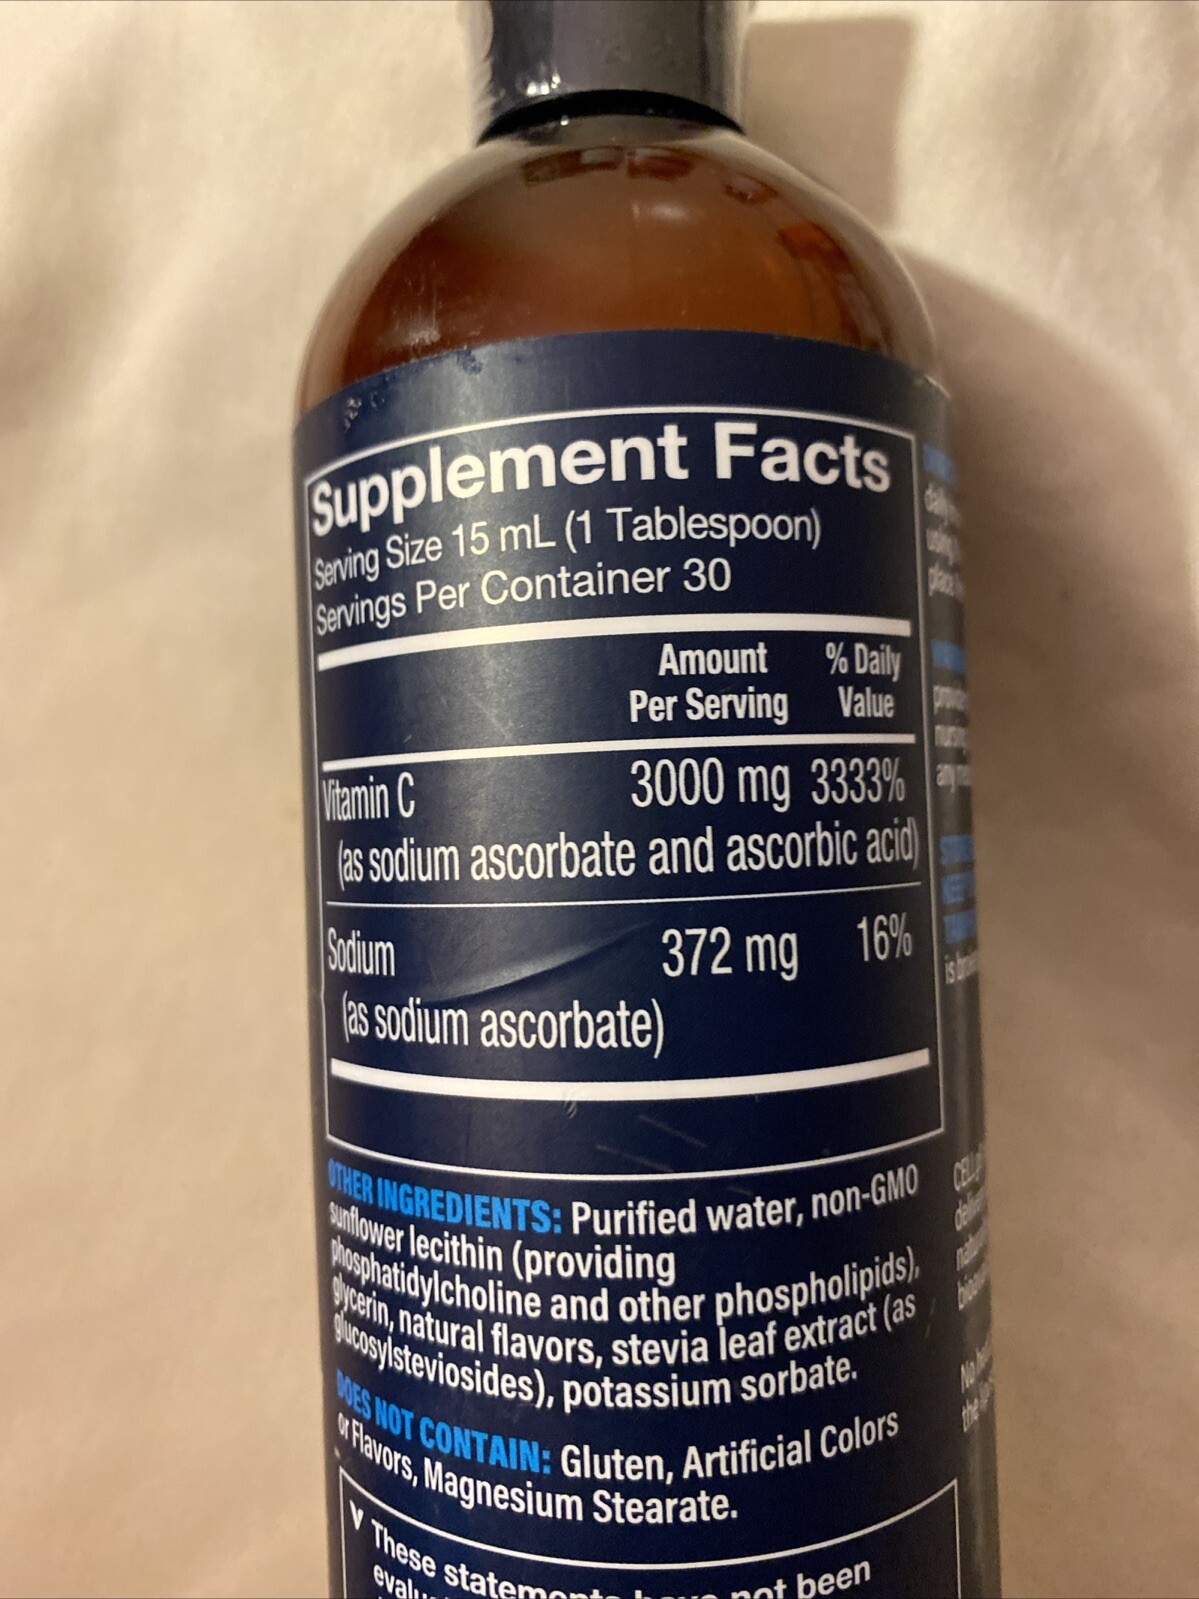 Supplement Facts
Serving Size 15 mL (1 Tablespoon)
Servings Per Container 30
Amount Per Serving
% Daily Value
Vitamin C 3000 mg 3333%
(as sodium ascorbate and ascorbic acid)
Sodium 372 mg 16%
(as sodium ascorbate)
OTHER INGREDIENTS: Purified water, non-GMO
sunflower lecithin (providing
phosphatidylcholine and other phospholipids),
glycerin, natural flavors, stevia leaf extract (as
glucosylsteviosides), potassium sorbate.
DOES NOT CONTAIN: Gluten, Artificial Colors
or Flavors, Magnesium Stearate.
These statements have not been